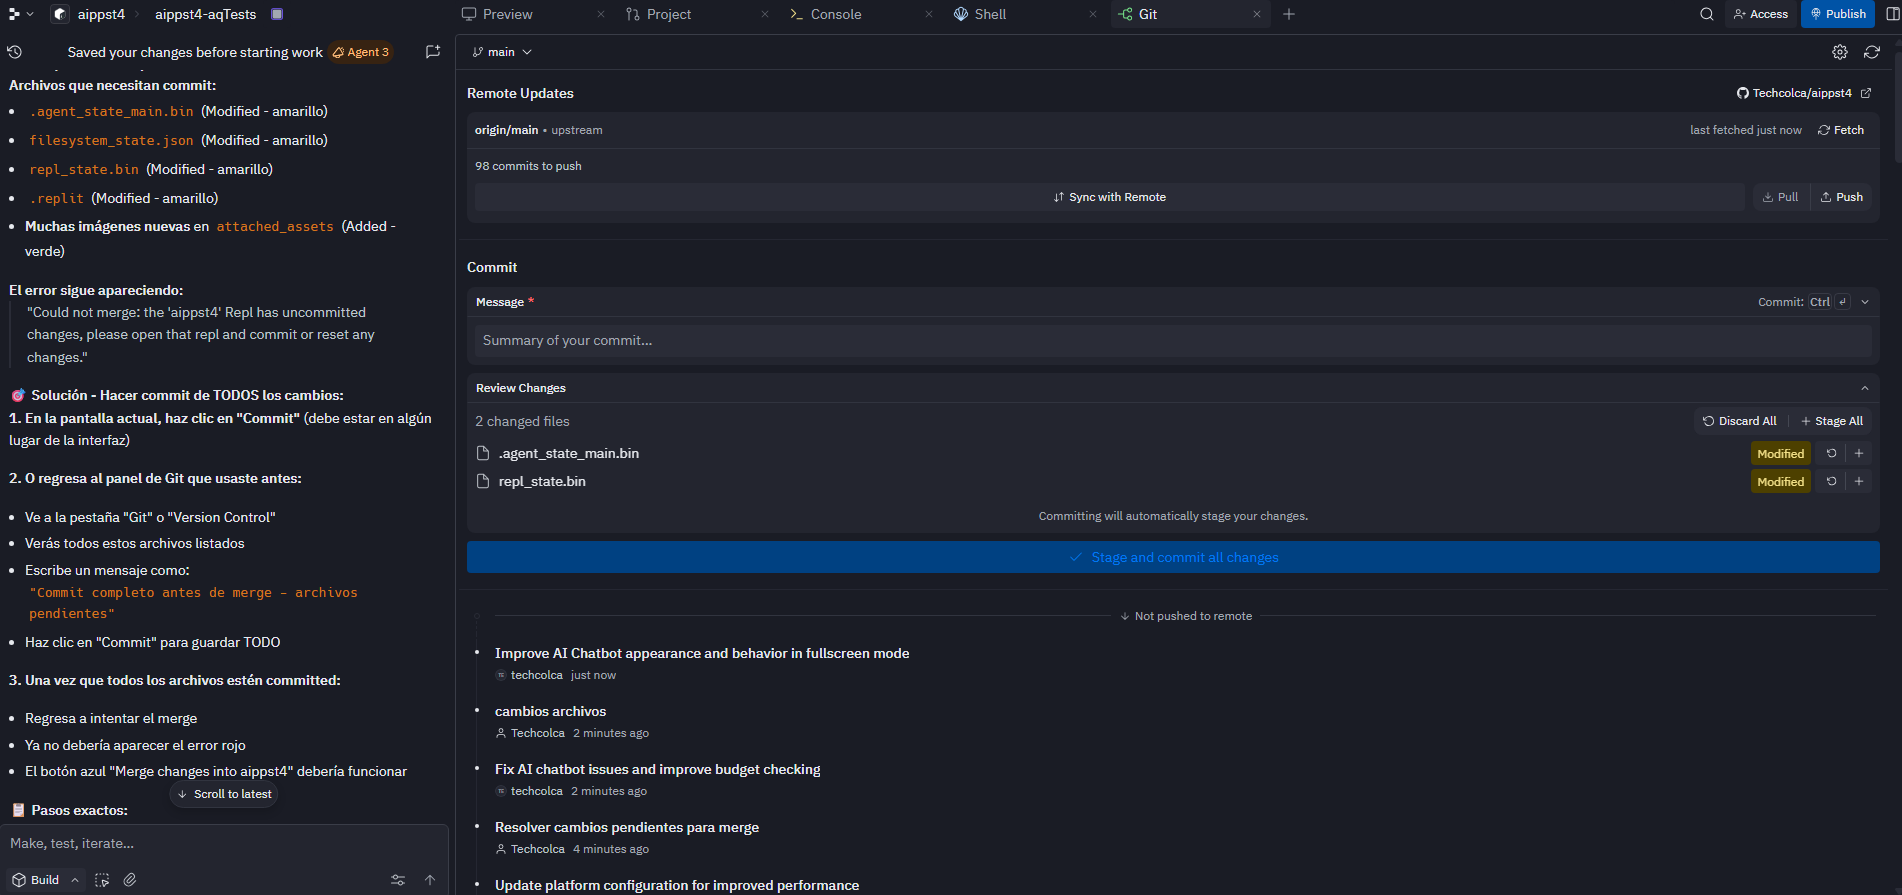 aippst4
aippst4-aqTests
Preview
Project
Console
Shell
Git
Access
Publish
Saved your changes before starting work
Agent 3
Archivos que necesitan commit:
.agent_state_main.bin (Modified - amarillo)
filesystem_state.json (Modified - amarillo)
repl_state.bin (Modified - amarillo)
.replit (Modified - amarillo)
Muchas imágenes nuevas en attached_assets (Added -
verde)
El error sigue apareciendo:
"Could not merge: the 'aippst4' Repl has uncommitted
changes, please open that repl and commit or reset any
changes."
Solución - Hacer commit de TODOS los cambios:
1. En la pantalla actual, haz clic en "Commit" (debe estar en algún
lugar de la interfaz)
2. O regresa al panel de Git que usaste antes:
Ve a la pestaña "Git" o "Version Control"
Verás todos estos archivos listados
Escribe un mensaje como:
"Commit completo antes de merge - archivos
pendientes"
Haz clic en "Commit" para guardar TODO
3. Una vez que todos los archivos estén committed:
Regresa a intentar el merge
Ya no debería aparecer el error rojo
El botón azul "Merge changes into aippst4" debería funcionar
Scroll to latest
Pasos exactos:
Make, test, iterate...
Build
main
Remote Updates
Techcolca/aippst4
origin/main • upstream
last fetched just now
Fetch
98 commits to push
Sync with Remote
Pull
Push
Commit
Message *
Commit: Ctrl ↵
Summary of your commit...
Review Changes
2 changed files
Discard All
Stage All
.agent_state_main.bin
Modified
repl_state.bin
Modified
Committing will automatically stage your changes.
Stage and commit all changes
Not pushed to remote
Improve AI Chatbot appearance and behavior in fullscreen mode
techcolca just now
cambios archivos
Techcolca 2 minutes ago
Fix AI chatbot issues and improve budget checking
techcolca 2 minutes ago
Resolver cambios pendientes para merge
Techcolca 4 minutes ago
Update platform configuration for improved performance